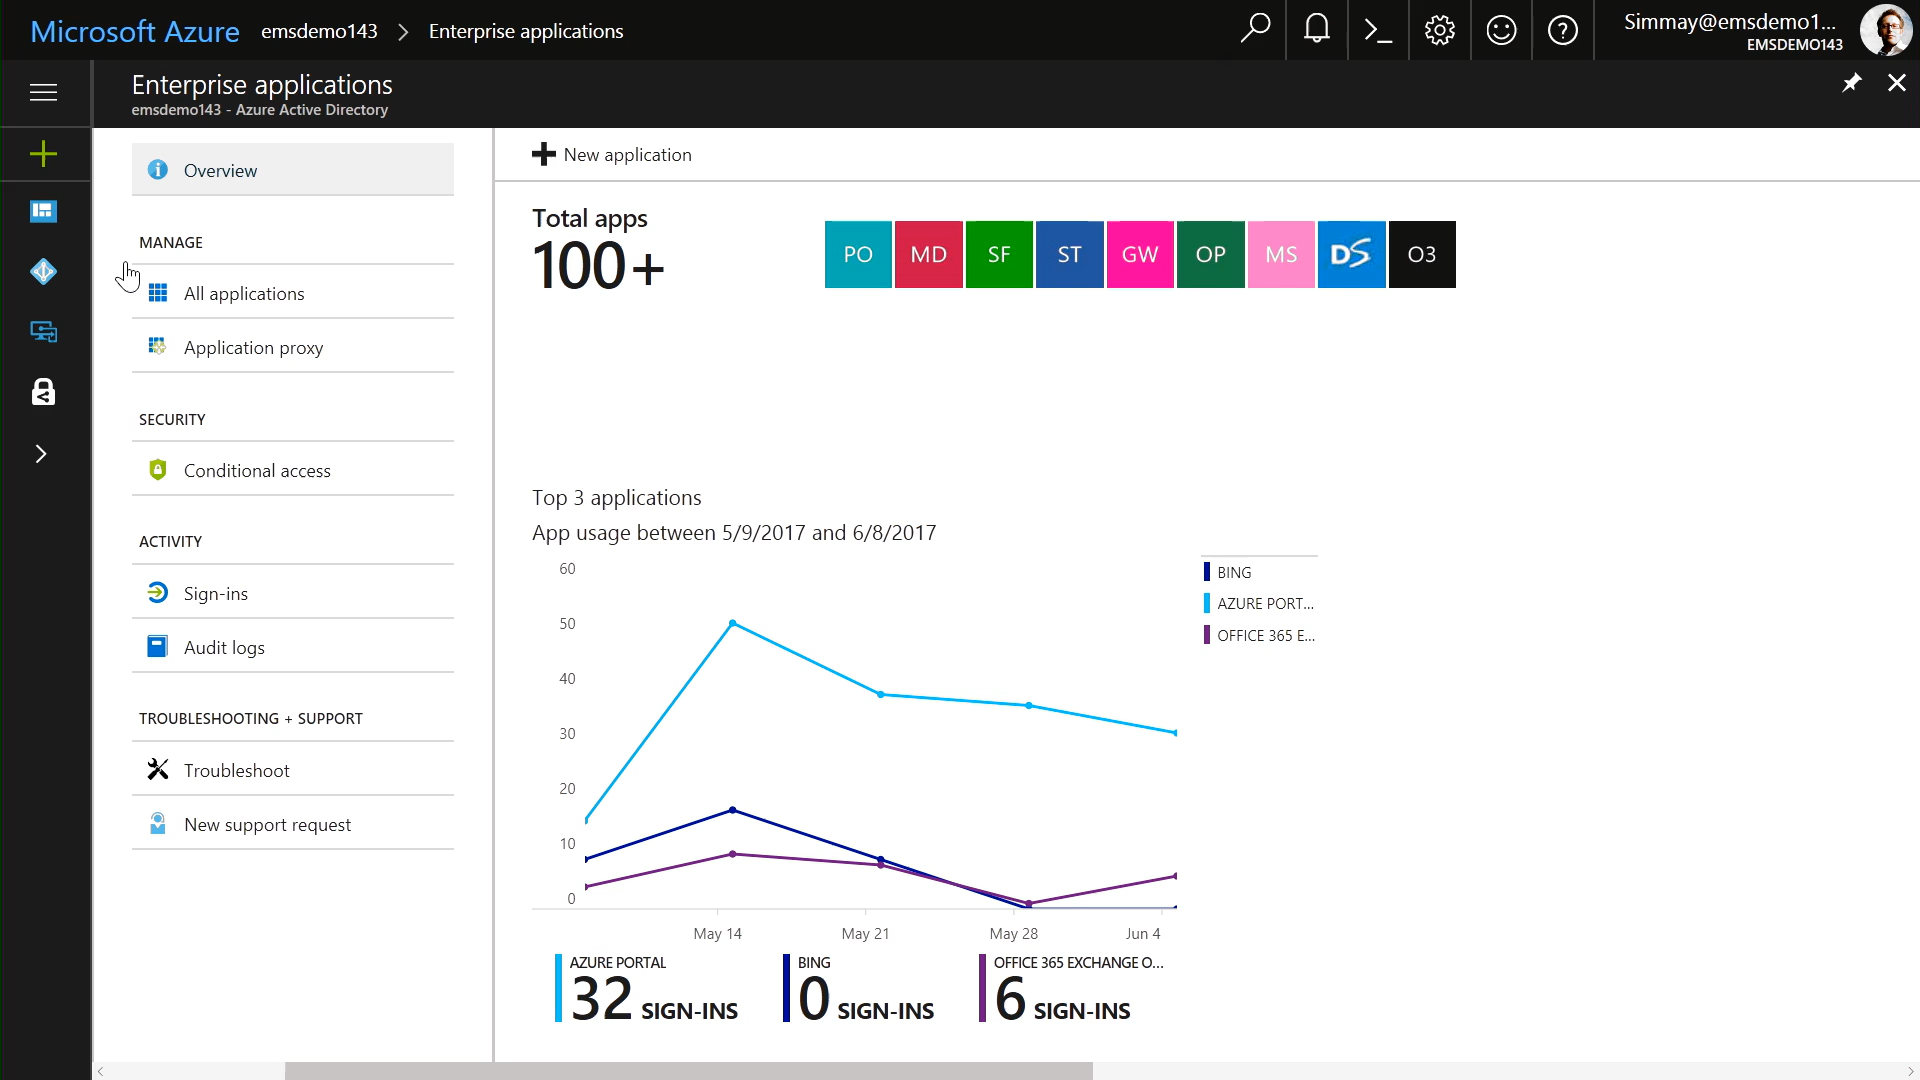 Microsoft Azure emsdemo143 > Enterprise applications
Simmay@emsdemo1...
EMSDEMO143
Enterprise applications
emsdemo143 - Azure Active Directory
Overview
MANAGE
All applications
Application proxy
SECURITY
Conditional access
ACTIVITY
Sign-ins
Audit logs
TROUBLESHOOTING + SUPPORT
Troubleshoot
New support request
New application
Total apps
100+
PO MD SF ST GW OP MS DS O3
Top 3 applications
App usage between 5/9/2017 and 6/8/2017
60
50
40
30
20
10
0
May 14 May 21 May 28 Jun 4
BING
AZURE PORT...
OFFICE 365 E...
AZURE PORTAL
32 SIGN-INS
BING
0 SIGN-INS
OFFICE 365 EXCHANGE O...
6 SIGN-INS